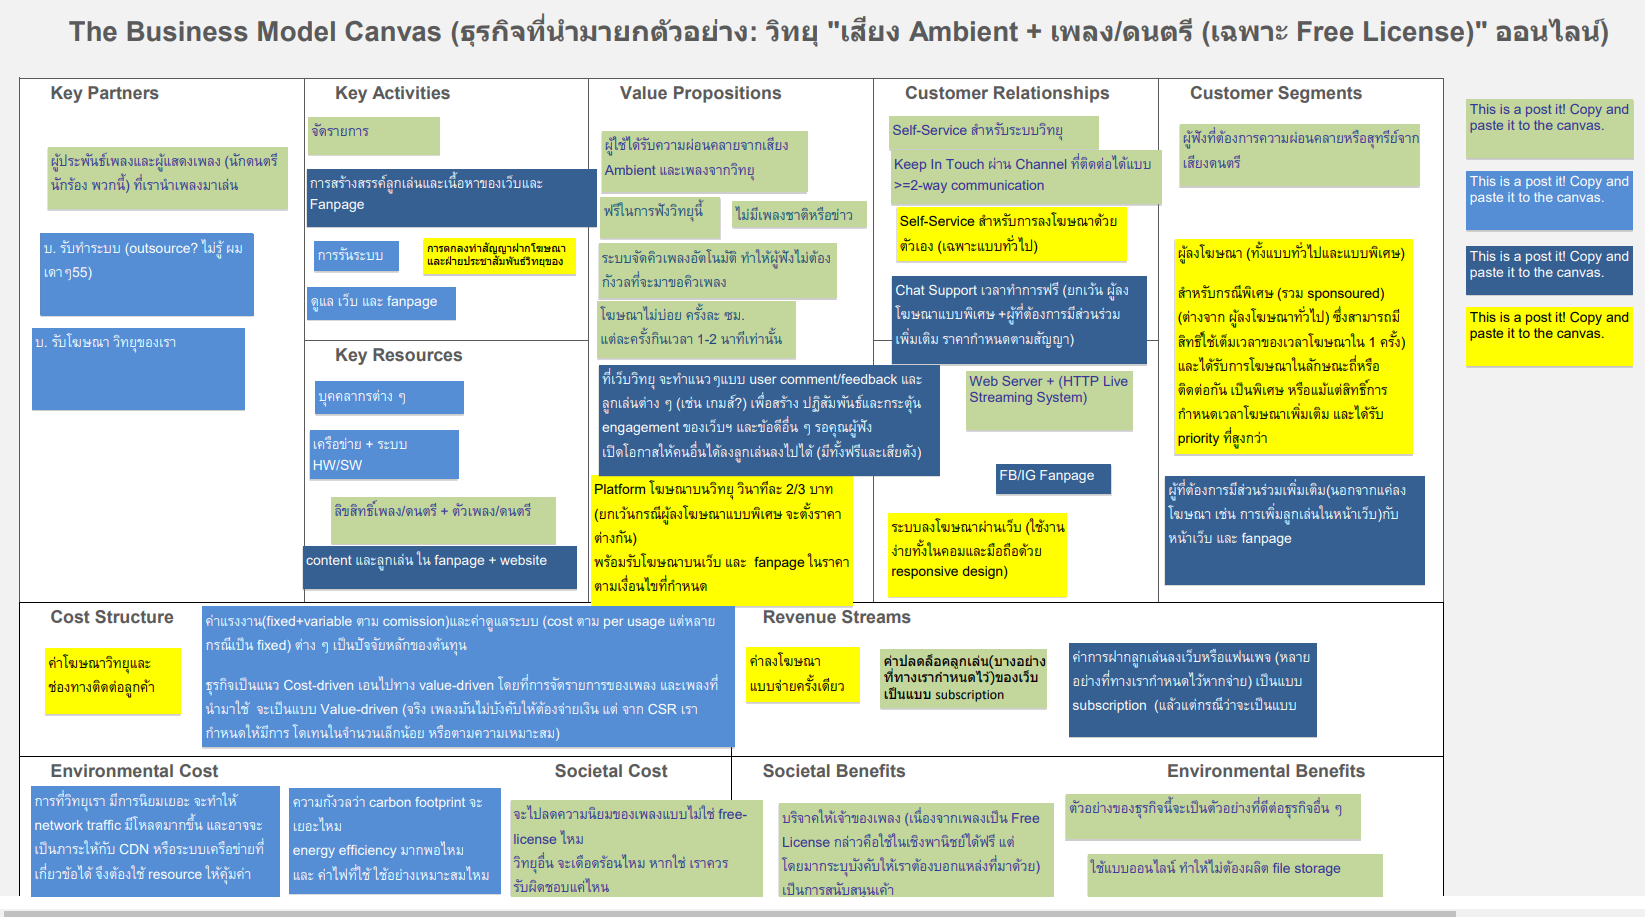 The Business Model Canvas (ธุรกิจที่นำมายกตัวอย่าง: วิทยุ "เสียง Ambient + เพลง/ดนตรี (เฉพาะ Free License)" ออนไลน์)
Key Partners
ผู้ประพันธ์เพลงและผู้แสดงเพลง (นักดนตรี
นักร้อง พวกนี้) ที่เรานำเพลงมาเล่น
บ. รับทำระบบ (outsource? ไม่รู้ ผม
เดาๆ55)
บ. รับโฆษณา วิทยุของเรา
Key Activities
จัดรายการ
การสร้างสรรค์ลูกเล่นและเนื้อหาของเว็บและ
Fanpage
การรันระบบ
การตกลงทำสัญญาฝากโฆษณา
และฝ่ายประชาสัมพันธ์วิทยุของ
ดูแล เว็บ และ fanpage
Key Resources
บุคคลากรต่าง ๆ
เครือข่าย + ระบบ
HW/SW
ลิขสิทธิ์เพลง/ดนตรี + ตัวเพลง/ดนตรี
content และลูกเล่น ใน fanpage + website
Value Propositions
ผู้ใช้ได้รับความผ่อนคลายจากเสียง
Ambient และเพลงจากวิทยุ
ฟรีในการฟังวิทยุนี้
ไม่มีเพลงชาติหรือข่าว
ระบบจัดคิวเพลงอัตโนมัติ ทำให้ผู้ฟังไม่ต้อง
กังวลที่จะมาขอคิวเพลง
โฆษณาไม่บ่อย ครั้งละ ชม.
แต่ละครั้งกินเวลา 1-2 นาทีเท่านั้น
ที่เว็บวิทยุ จะทำแนวๆแบบ user comment/feedback และ
ลูกเล่นต่าง ๆ (เช่น เกมส์?) เพื่อสร้าง ปฏิสัมพันธ์และกระตุ้น
engagement ของเว็บฯ และข้อดีอื่น ๆ รอคุณผู้ฟัง
เปิดโอกาสให้คนอื่นได้ลงลูกเล่นลงไปได้ (มีทั้งฟรีและเสียตัง)
Platform โฆษณาบนวิทยุ วินาทีละ 2/3 บาท
(ยกเว้นกรณีผู้ลงโฆษณาแบบพิเศษ จะตั้งราคา
ต่างกัน)
พร้อมรับโฆษณาบนเว็บ และ fanpage ในราคา
ตามเงื่อนไขที่กำหนด
Customer Relationships
Self-Service สำหรับระบบวิทยุ
Keep In Touch ผ่าน Channel ที่ติดต่อได้แบบ
>=2-way communication
Self-Service สำหรับการลงโฆษณาด้วย
ตัวเอง (เฉพาะแบบทั่วไป)
Chat Support เวลาทำการฟรี (ยกเว้น ผู้ลง
โฆษณาแบบพิเศษ +ผู้ที่ต้องการมีส่วนร่วม
เพิ่มเติม ราคากำหนดตามสัญญา)
Web Server + (HTTP Live
Streaming System)
FB/IG Fanpage
ระบบลงโฆษณาผ่านเว็บ (ใช้งาน
ง่ายทั้งในคอมและมือถือด้วย
responsive design)
Customer Segments
ผู้ฟังที่ต้องการความผ่อนคลายหรือสุทรีย์จาก
เสียงดนตรี
ผู้ลงโฆษณา (ทั้งแบบทั่วไปและแบบพิเศษ)
สำหรับกรณีพิเศษ (รวม sponsoured)
(ต่างจาก ผู้ลงโฆษณาทั่วไป) ซึ่งสามารถมี
สิทธิ์ใช้เต็มเวลาของเวลาโฆษณาใน 1 ครั้ง)
และได้รับการโฆษณาในลักษณะถี่หรือ
ติดต่อกัน เป็นพิเศษ หรือแม้แต่สิทธิ์การ
กำหนดเวลาโฆษณาเพิ่มเติม และได้รับ
priority ที่สูงกว่า
ผู้ที่ต้องการมีส่วนร่วมเพิ่มเติม(นอกจากแค่ลง
โฆษณา เช่น การเพิ่มลูกเล่นในหน้าเว็บ)กับ
หน้าเว็บ และ fanpage
This is a post it! Copy and
paste it to the canvas.
This is a post it! Copy and
paste it to the canvas.
This is a post it! Copy and
paste it to the canvas.
This is a post it! Copy and
paste it to the canvas.
Cost Structure
ค่าโฆษณาวิทยุและ
ช่องทางติดต่อลูกค้า
ค่าแรงงาน(fixed+variable ตาม comission)และค่าดูแลระบบ (cost ตาม per usage แต่หลาย
กรณีเป็น fixed) ต่าง ๆ เป็นปัจจัยหลักของต้นทุน
ธุรกิจเป็นแนว Cost-driven เอนไปทาง value-driven โดยที่การจัดรายการของเพลง และเพลงที่
นำมาใช้ จะเป็นแบบ Value-driven (จริง เพลงมันไม่บังคับให้ต้องจ่ายเงิน แต่ จาก CSR เรา
กำหนดให้มีการ โดเทนในจำนวนเล็กน้อย หรือตามความเหมาะสม)
Revenue Streams
ค่าลงโฆษณา
แบบจ่ายครั้งเดียว
ค่าปลดล็อคลูกเล่น(บางอย่าง
ที่ทางเรากำหนดไว้)ของเว็บ
เป็นแบบ subscription
ค่าการฝากลูกเล่นลงเว็บหรือแฟนเพจ (หลาย
อย่างที่ทางเรากำหนดไว้หากจ่าย) เป็นแบบ
subscription (แล้วแต่กรณีว่าจะเป็นแบบ
Environmental Cost
การที่วิทยุเรา มีการนิยมเยอะ จะทำให้
network traffic มีโหลดมากขึ้น และอาจจะ
เป็นภาระให้กับ CDN หรือระบบเครือข่ายที่
เกี่ยวข้อได้ จึงต้องใช้ resource ให้คุ้มค่า
ความกังวลว่า carbon footprint จะ
เยอะไหม
energy efficiency มากพอไหม
และ ค่าไฟที่ใช้ ใช้อย่างเหมาะสมไหม
Societal Cost
จะไปลดความนิยมของเพลงแบบไม่ใช่ free-
license ไหม
วิทยุอื่น จะเดือดร้อนไหม หากใช่ เราควร
รับผิดชอบแค่ไหน
Societal Benefits
บริจาคให้เจ้าของเพลง (เนื่องจากเพลงเป็น Free
License กล่าวคือใช้ในเชิงพานิชย์ได้ฟรี แต่
โดยมากระบุบังคับให้เราต้องบอกแหล่งที่มาด้วย)
เป็นการสนับสนุนเค้า
Environmental Benefits
ตัวอย่างของธุรกิจนี้จะเป็นตัวอย่างที่ดีต่อธุรกิจอื่น ๆ
ใช้แบบออนไลน์ ทำให้ไม่ต้องผลิต file storage